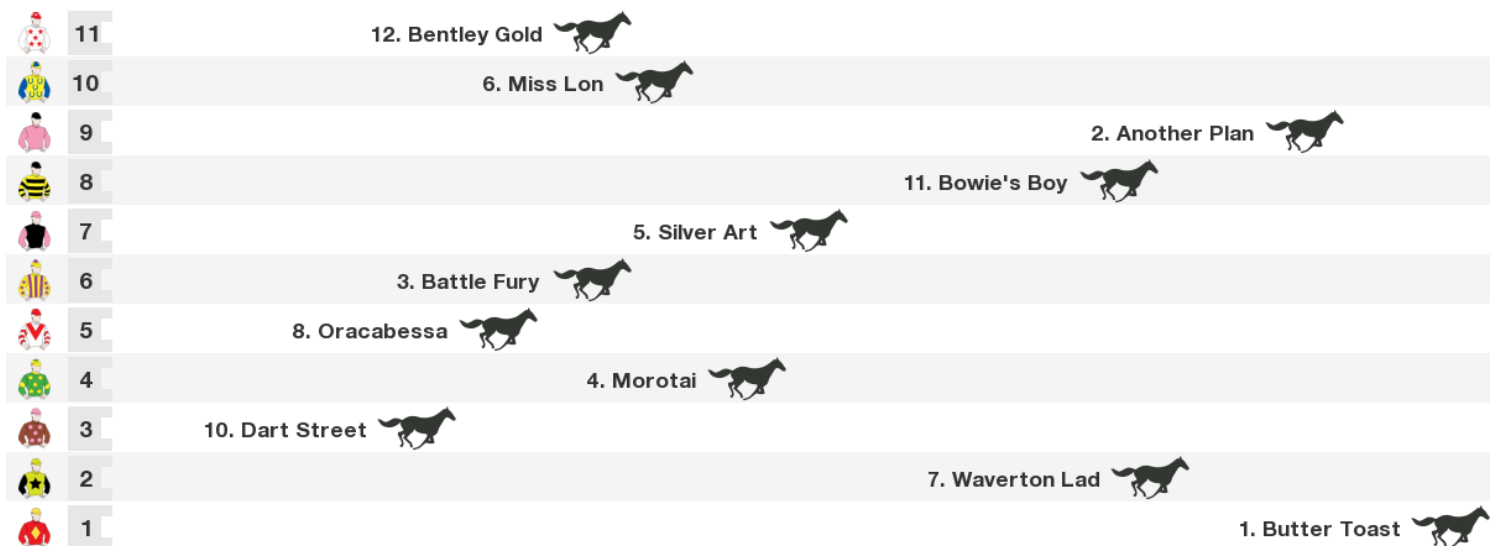 11 12. Bentley Gold
10 6. Miss Lon
9 2. Another Plan
8 11. Bowie's Boy
7 5. Silver Art
6 3. Battle Fury
5 8. Oracabessa
4 4. Morotai
3 10. Dart Street
2 7. Waverton Lad
1 1. Butter Toast